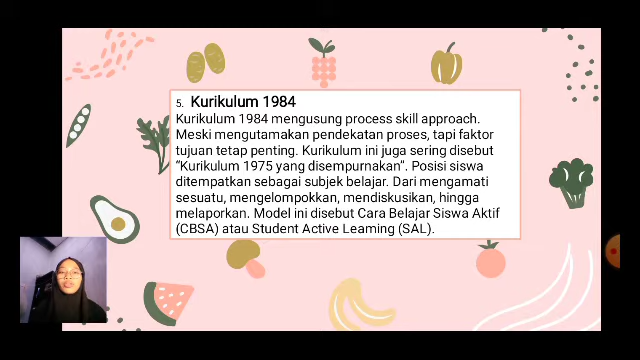 5. Kurikulum 1984
Kurikulum 1984 mengusung process skill approach.
Meski mengutamakan pendekatan proses, tapi faktor
tujuan tetap penting. Kurikulum ini juga sering disebut
“Kurikulum 1975 yang disempurnakan”. Posisi siswa
ditempatkan sebagai subjek belajar. Dari mengamati
sesuatu, mengelompokkan, mendiskusikan, hingga
melaporkan. Model ini disebut Cara Belajar Siswa Aktif
(CBSA) atau Student Active Leaming (SAL).